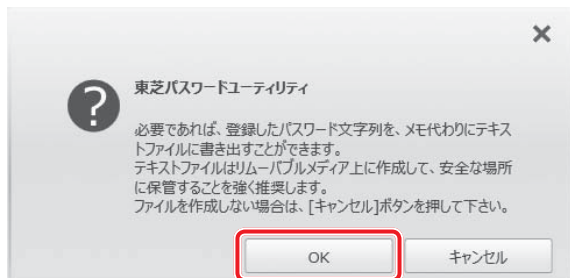 東芝パスワードユーティリティ
必要であれば、登録したパスワード文字列を、メモ代わりにテキス
トファイルに書き出すことができます。
テキストファイルはリムーバブルメディア上に作成して、安全な場所
に保管することを強く推奨します。
ファイルを作成しない場合は、[キャンセル]ボタンを押して下さい。
OK
キャンセル